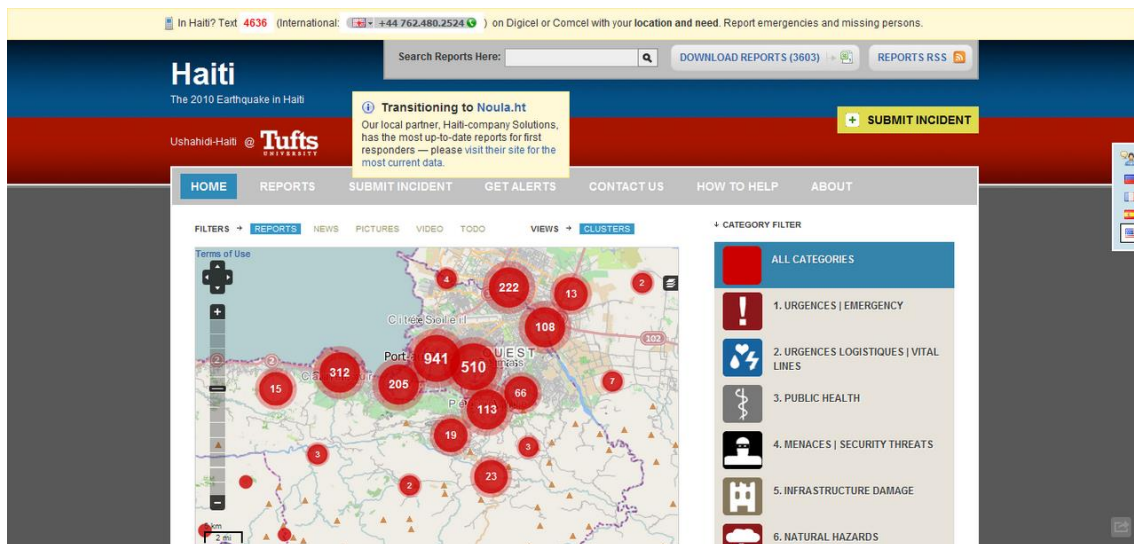 In Haiti? Text 4636 (International: +44 762.480.2524 ) on Digicel or Comcel with your location and need. Report emergencies and missing persons.
Search Reports Here:
DOWNLOAD REPORTS (3603)
REPORTS RSS
Haiti
The 2010 Earthquake in Haiti
Transitioning to Noula.ht
Our local partner, Haiti-company Solutions,
has the most up-to-date reports for first
responders — please visit their site for the
most current data.
SUBMIT INCIDENT
Ushahidi-Haiti @ Tufts
UNIVERSITY
HOME REPORTS SUBMIT INCIDENT GET ALERTS CONTACT US HOW TO HELP ABOUT
FILTERS → REPORTS NEWS PICTURES VIDEO TODO VIEWS → CLUSTERS
↓ CATEGORY FILTER
Terms of Use
4
222
13
2
Cite Soleil
108
102
2
2
Port
941
510
OUEST
312
205
15
66
7
113
19
3
3
23
2
km
2 mi
ALL CATEGORIES
1. URGENCES | EMERGENCY
2. URGENCES LOGISTIQUES | VITAL
LINES
3. PUBLIC HEALTH
4. MENACES | SECURITY THREATS
5. INFRASTRUCTURE DAMAGE
6. NATURAL HAZARDS